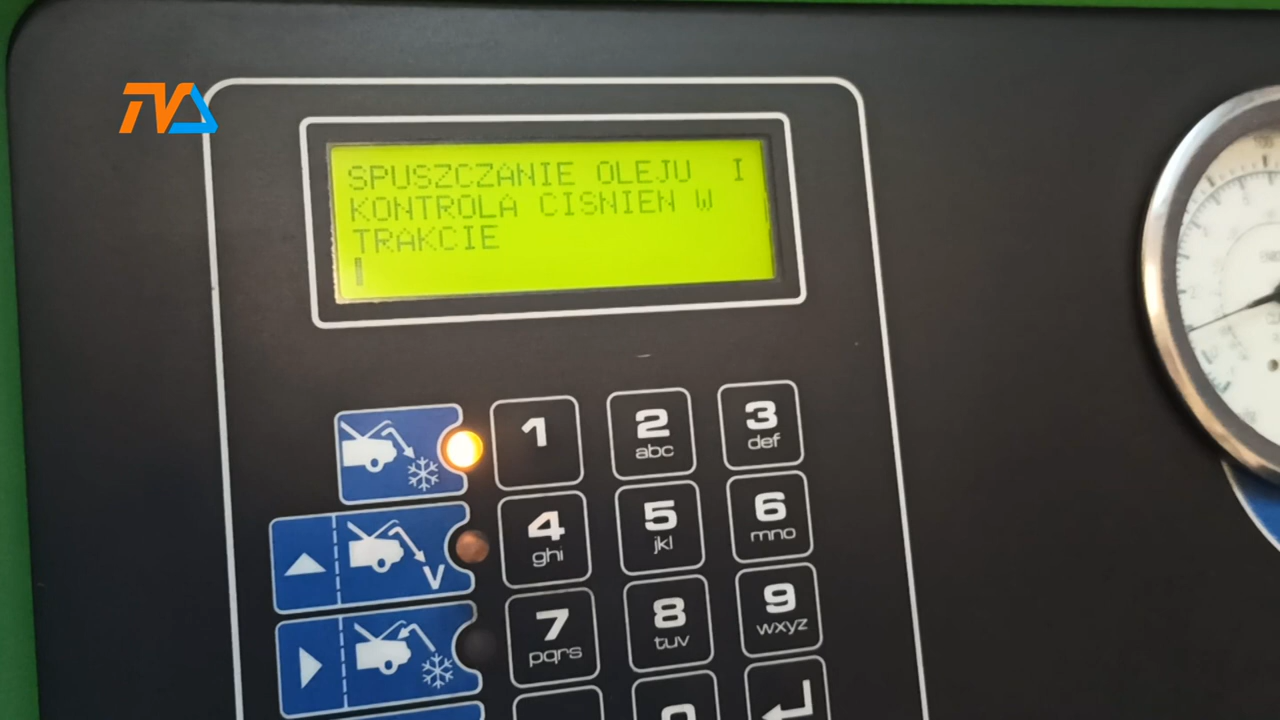 TVA
SPUSZCZANIE OLEJU I
KONTROLA CISNIEN W
TRAKCIE
1
2
abc
3
def
4
ghi
5
jkl
6
mno
V
7
pqrs
8
tuv
9
wxyz